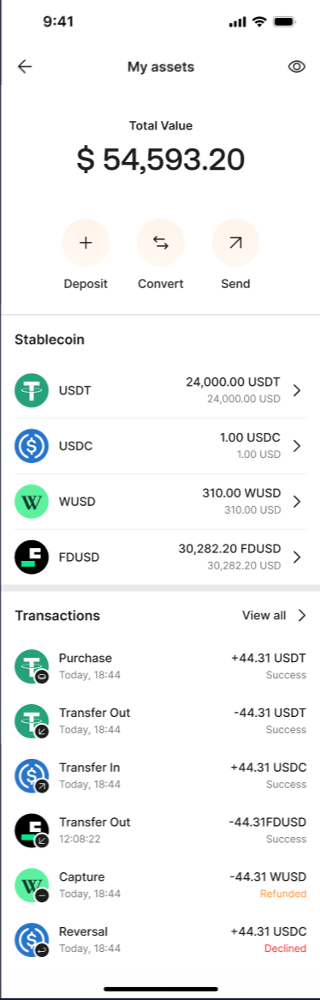 9:41
My assets
Total Value
$ 54,593.20
Deposit Convert Send
Stablecoin
USDT 24,000.00 USDT
24,000.00 USD
USDC 1.00 USDC
1.00 USD
W WUSD 310.00 WUSD
310.00 USD
FDUSD 30,282.20 FDUSD
30,282.20 USD
Transactions View all
Purchase +44.31 USDT
Today, 18:44 Success
Transfer Out -44.31 USDT
Today, 18:44 Success
Transfer In +44.31 USDC
Today, 18:44 Success
Transfer Out -44.31FDUSD
12:08:22 Success
W Capture -44.31 WUSD
Today, 18:44 Refunded
Reversal +44.31 USDC
Today, 18:44 Declined